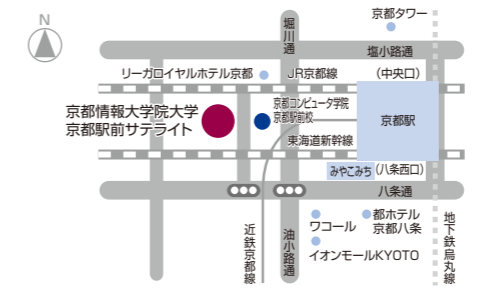 N
京都タワー
堀川通
塩小路通
リーガロイヤルホテル京都
JR京都線
(中央口)
京都情報大学院大学
京都駅前サテライト
京都コンピュータ学院
京都駅前校
京都駅
東海道新幹線
みやこみち
(八条西口)
八条通
近鉄京都線
油小路通
ワコール
都ホテル
京都八条
イオンモールKYOTO
地下鉄烏丸線